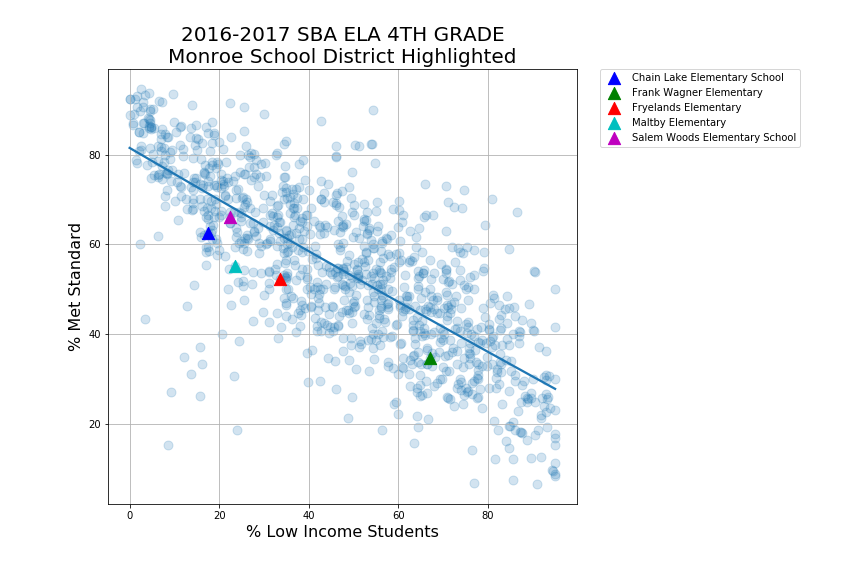 2016-2017 SBA ELA 4TH GRADE
Monroe School District Highlighted
Chain Lake Elementary School
Frank Wagner Elementary
Fryelands Elementary
Maltby Elementary
Salem Woods Elementary School
% Met Standard
80
60
40
20
0 20 40 60 80
% Low Income Students